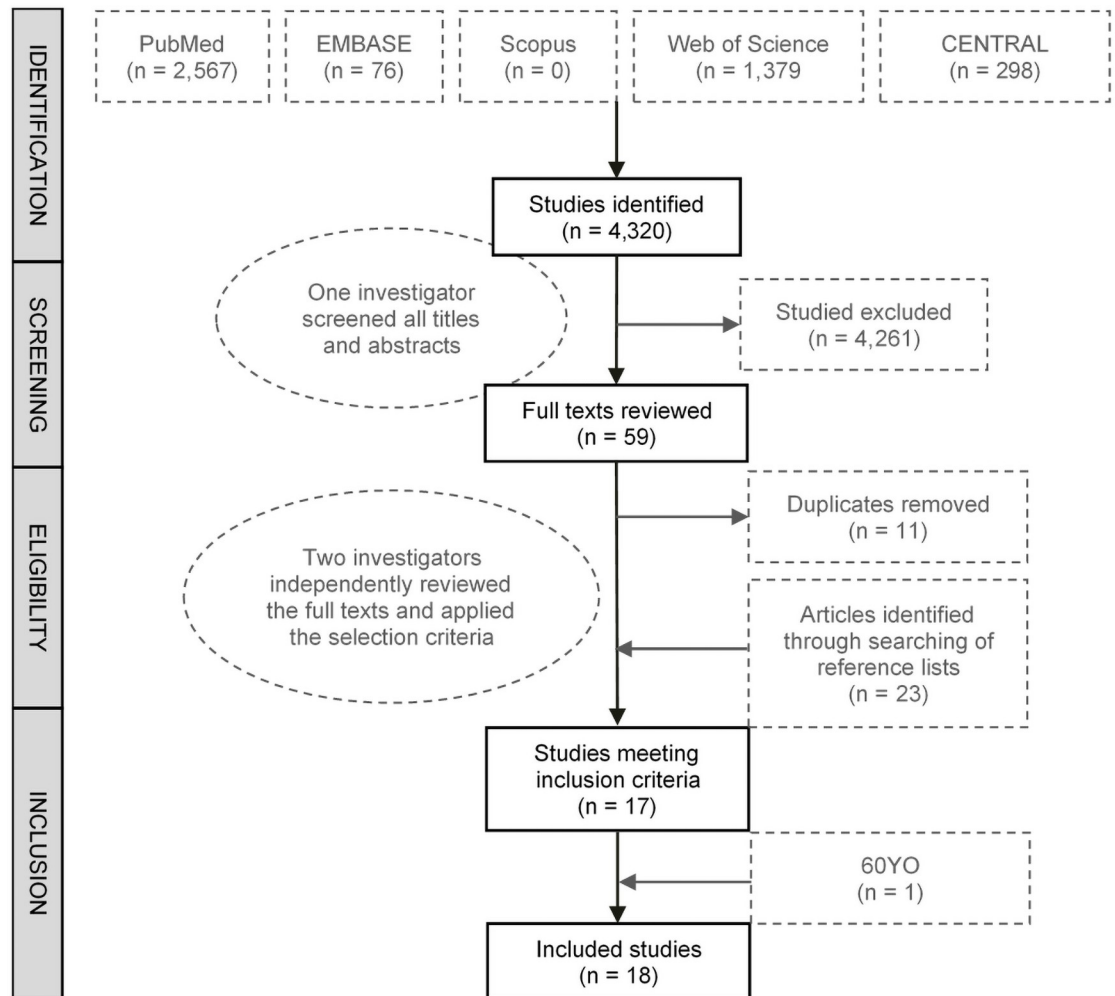 IDENTIFICATION
PubMed
(n = 2,567)
EMBASE
(n = 76)
Scopus
(n = 0)
Web of Science
(n = 1,379
CENTRAL
(n = 298)
Studies identified
(n = 4,320)
SCREENING
One investigator
screened all titles
and abstracts
Studied excluded
(n = 4,261)
Full texts reviewed
(n = 59)
ELIGIBILITY
Duplicates removed
(n = 11)
Two investigators
independently reviewed
the full texts and applied
the selection criteria
Articles identified
through searching of
reference lists
(n = 23)
INCLUSION
Studies meeting
inclusion criteria
(n = 17)
60YO
(n = 1)
Included studies
(n = 18)